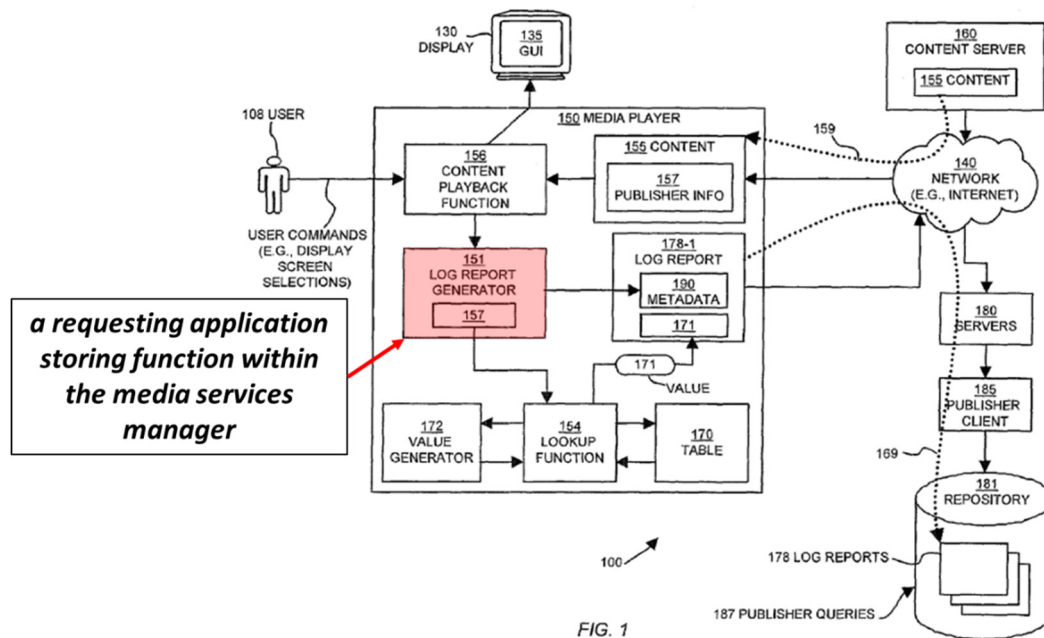 130
DISPLAY
135
GUI
160
CONTENT SERVER
155 CONTENT
108 USER
150 MEDIA PLAYER
159
156
CONTENT
PLAYBACK
FUNCTION
155 CONTENT
157
PUBLISHER INFO
140
NETWORK
(E.G., INTERNET)
USER COMMANDS
(E.G., DISPLAY
SCREEN
SELECTIONS)
151
LOG REPORT
GENERATOR
157
178-1
LOG REPORT
190
METADATA
171
180
SERVERS
a requesting application
storing function within
the media services
manager
171
VALUE
185
PUBLISHER
CLIENT
172
VALUE
GENERATOR
154
LOOKUP
FUNCTION
170
TABLE
169
181
REPOSITORY
100
178 LOG REPORTS
187 PUBLISHER QUERIES
FIG. 1